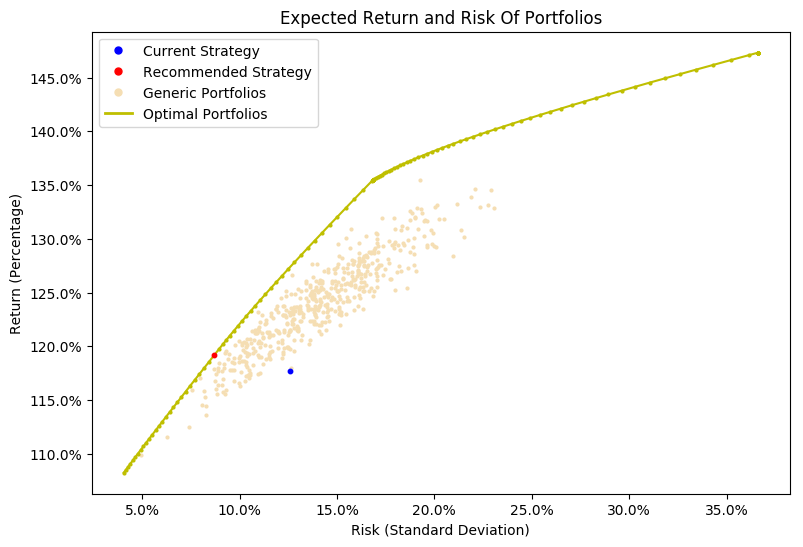 Expected Return and Risk Of Portfolios
Current Strategy
Recommended Strategy
Generic Portfolios
Optimal Portfolios
Return (Percentage)
145.0%
140.0%
135.0%
130.0%
125.0%
120.0%
115.0%
110.0%
5.0% 10.0% 15.0% 20.0% 25.0% 30.0% 35.0%
Risk (Standard Deviation)